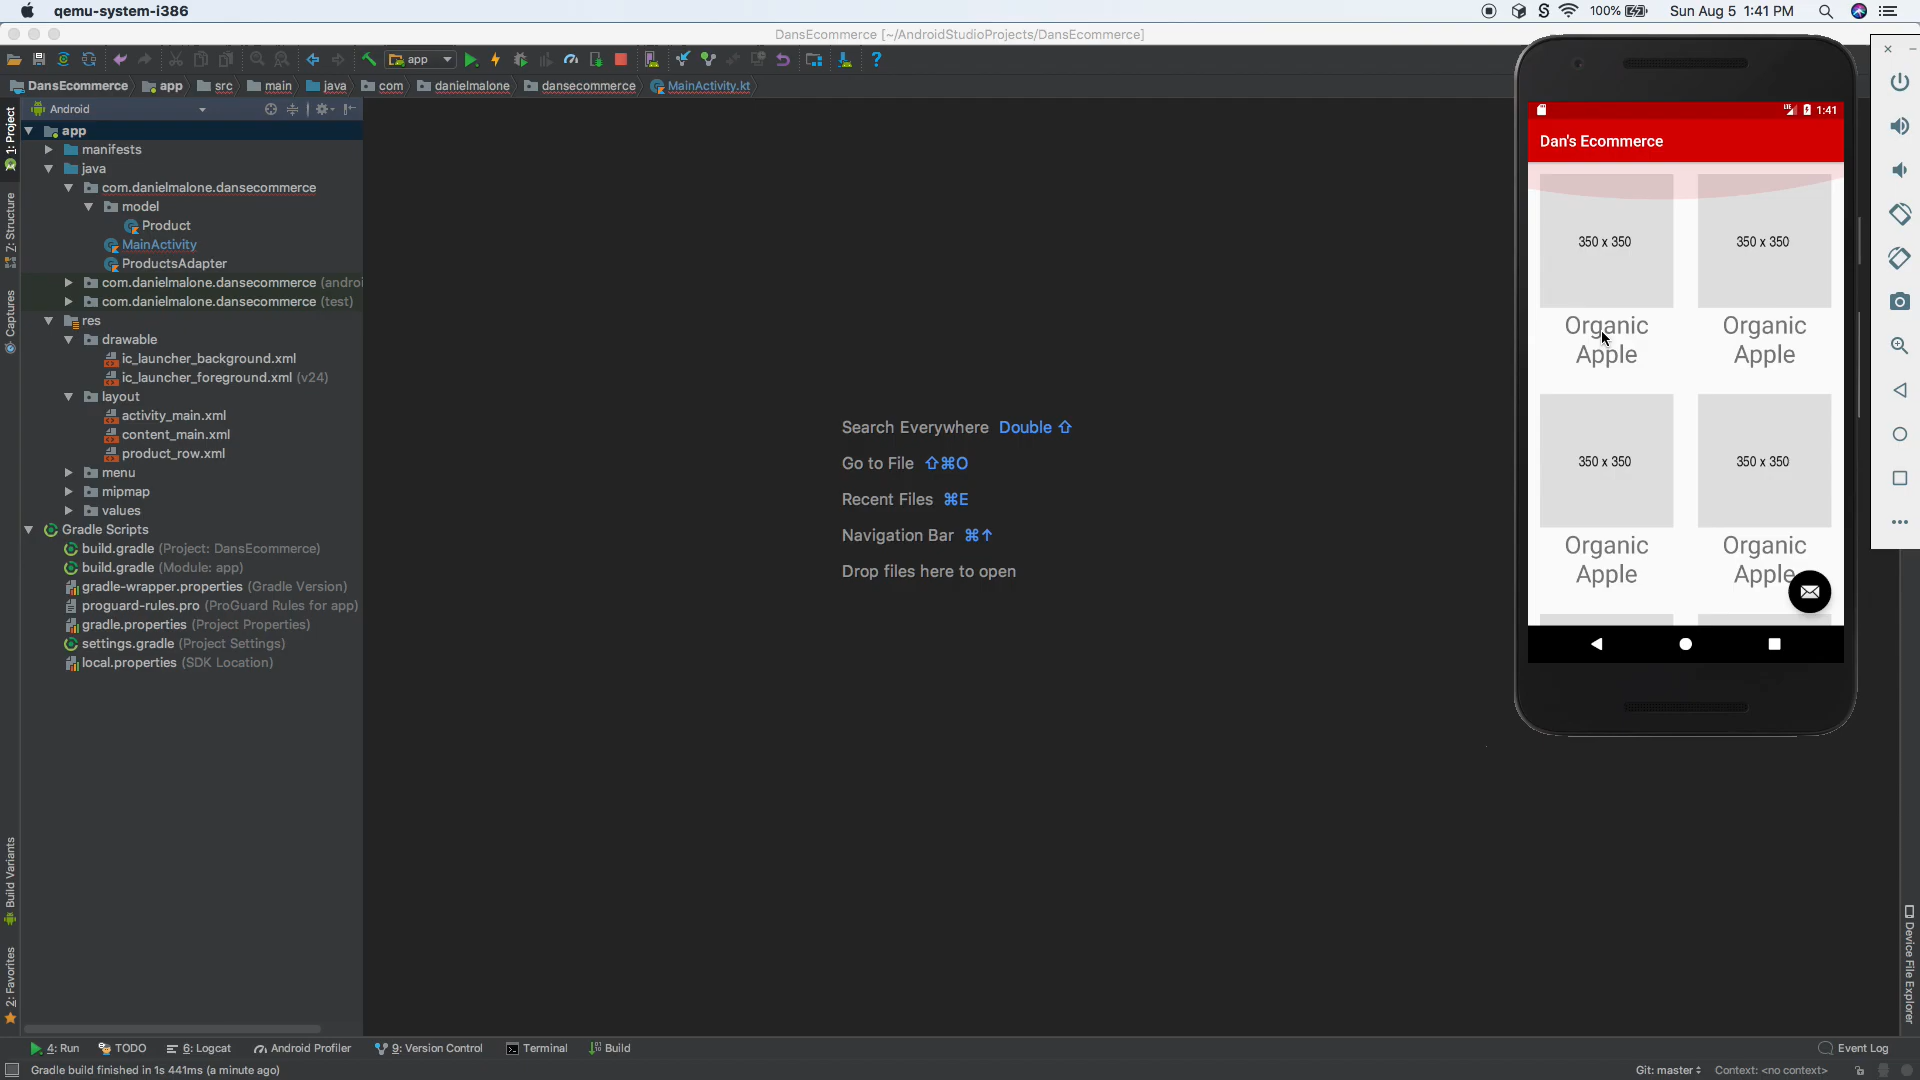 qemu-system-i386
100%
Sun Aug 5 1:41 PM
DansEcommerce [~/AndroidStudioProjects/DansEcommerce]
app
DansEcommerce
app
src
main
java
com
danielmalone
dansecommerce
MainActivity.kt
1: Project
Z: Structure
Captures
Build Variants
2: Favorites
Android
app
manifests
java
com.danielmalone.dansecommerce
model
Product
MainActivity
ProductsAdapter
com.danielmalone.dansecommerce (androi
com.danielmalone.dansecommerce (test)
res
drawable
ic_launcher_background.xml
ic_launcher_foreground.xml (v24)
layout
activity_main.xml
content_main.xml
product_row.xml
menu
mipmap
values
Gradle Scripts
build.gradle (Project: DansEcommerce)
build.gradle (Module: app)
gradle-wrapper.properties (Gradle Version)
proguard-rules.pro (ProGuard Rules for app)
gradle.properties (Project Properties)
settings.gradle (Project Settings)
local.properties (SDK Location)
Search Everywhere Double ⇧
Go to File ⇧⌘O
Recent Files ⌘E
Navigation Bar ⌘↑
Drop files here to open
LTE 1:41
Dan's Ecommerce
350 x 350
350 x 350
Organic
Apple
Organic
Apple
350 x 350
350 x 350
Organic
Apple
Organic
Apple
Device File Explorer
4: Run
TODO
6: Logcat
Android Profiler
9: Version Control
Terminal
Build
Event Log
Gradle build finished in 1s 441ms (a minute ago)
Git: master
Context: <no context>